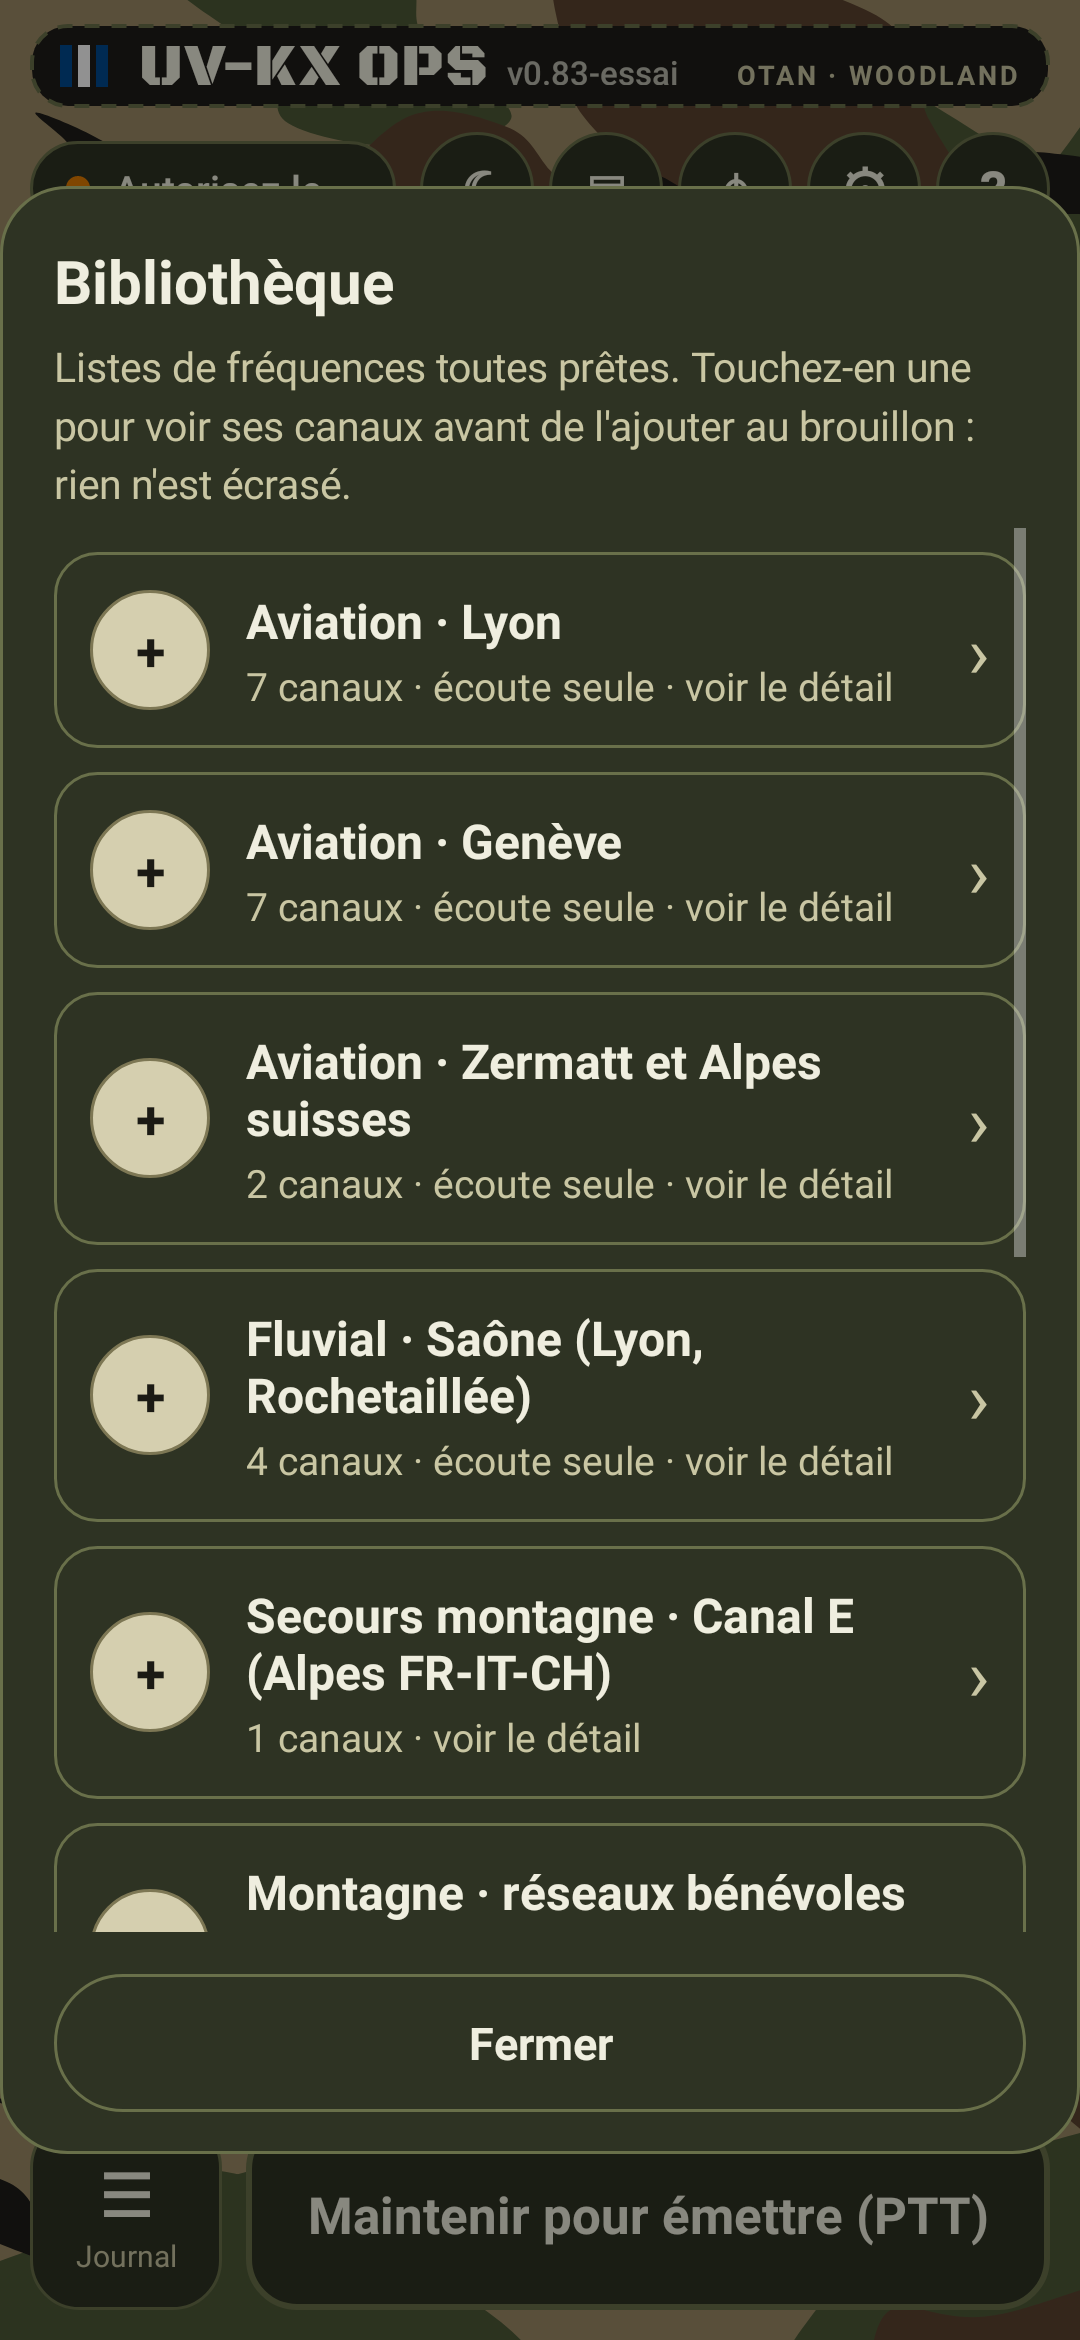 UV-KX OPS v0.83-essai OTAN · WOODLAND
Autorisez le
?
Bibliothèque
Listes de fréquences toutes prêtes. Touchez-en une
pour voir ses canaux avant de l'ajouter au brouillon :
rien n'est écrasé.
+ Aviation · Lyon ›
7 canaux · écoute seule · voir le détail
+ Aviation · Genève ›
7 canaux · écoute seule · voir le détail
+ Aviation · Zermatt et Alpes
suisses ›
2 canaux · écoute seule · voir le détail
+ Fluvial · Saône (Lyon,
Rochetaillée) ›
4 canaux · écoute seule · voir le détail
+ Secours montagne · Canal E
(Alpes FR-IT-CH) ›
1 canaux · voir le détail
Montagne · réseaux bénévoles
Fermer
Journal
Maintenir pour émettre (PTT)